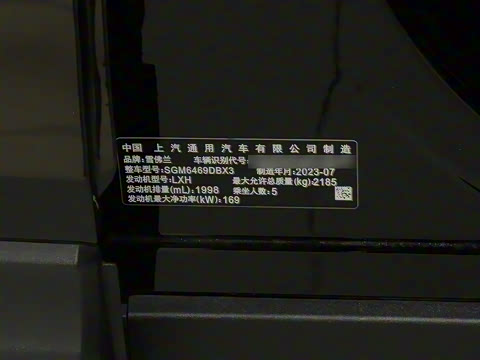 中国 上汽通用汽车有限公司制造
品牌:雪佛兰 车辆识别代号:
整车型号:SGM6469DBX3 制造年月:2023-07
发动机型号:LXH 最大允许总质量(kg):2185
发动机排量(mL):1998 乘坐人数:5
发动机最大净功率(kW):169